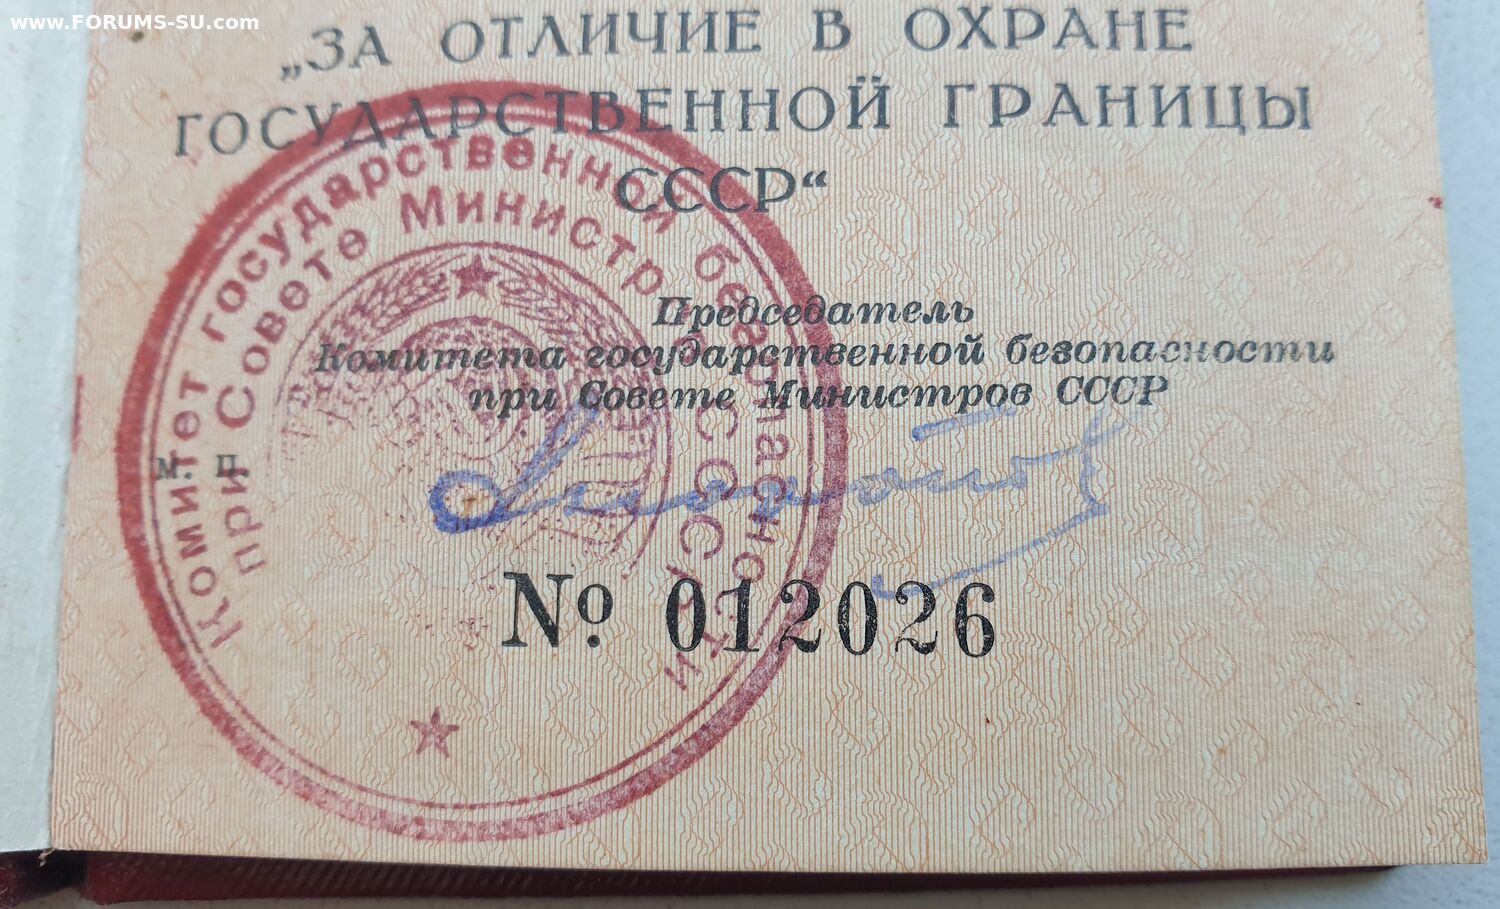 www.FORUMS-SU.com
„ЗА ОТЛИЧИЕ В ОХРАНЕ
ГОСУДАРСТВЕННОЙ ГРАНИЦЫ
СССР“
Комитет государственной безопасности
при Совете Министров СССР
Председатель
Комитета государственной безопасности
при Совете Министров СССР
М. П.
№ 012026